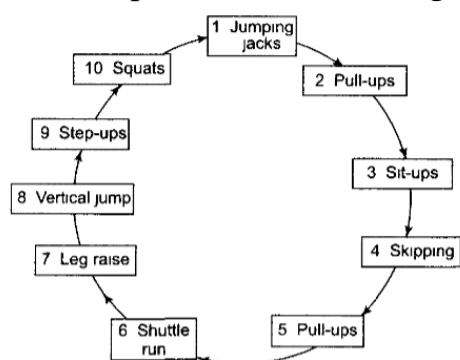 1 Jumping
jacks
2 Pull-ups
3 Sit-ups
4 Skipping
5 Pull-ups
6 Shuttle
run
7 Leg raise
8 Vertical jump
9 Step-ups
10 Squats